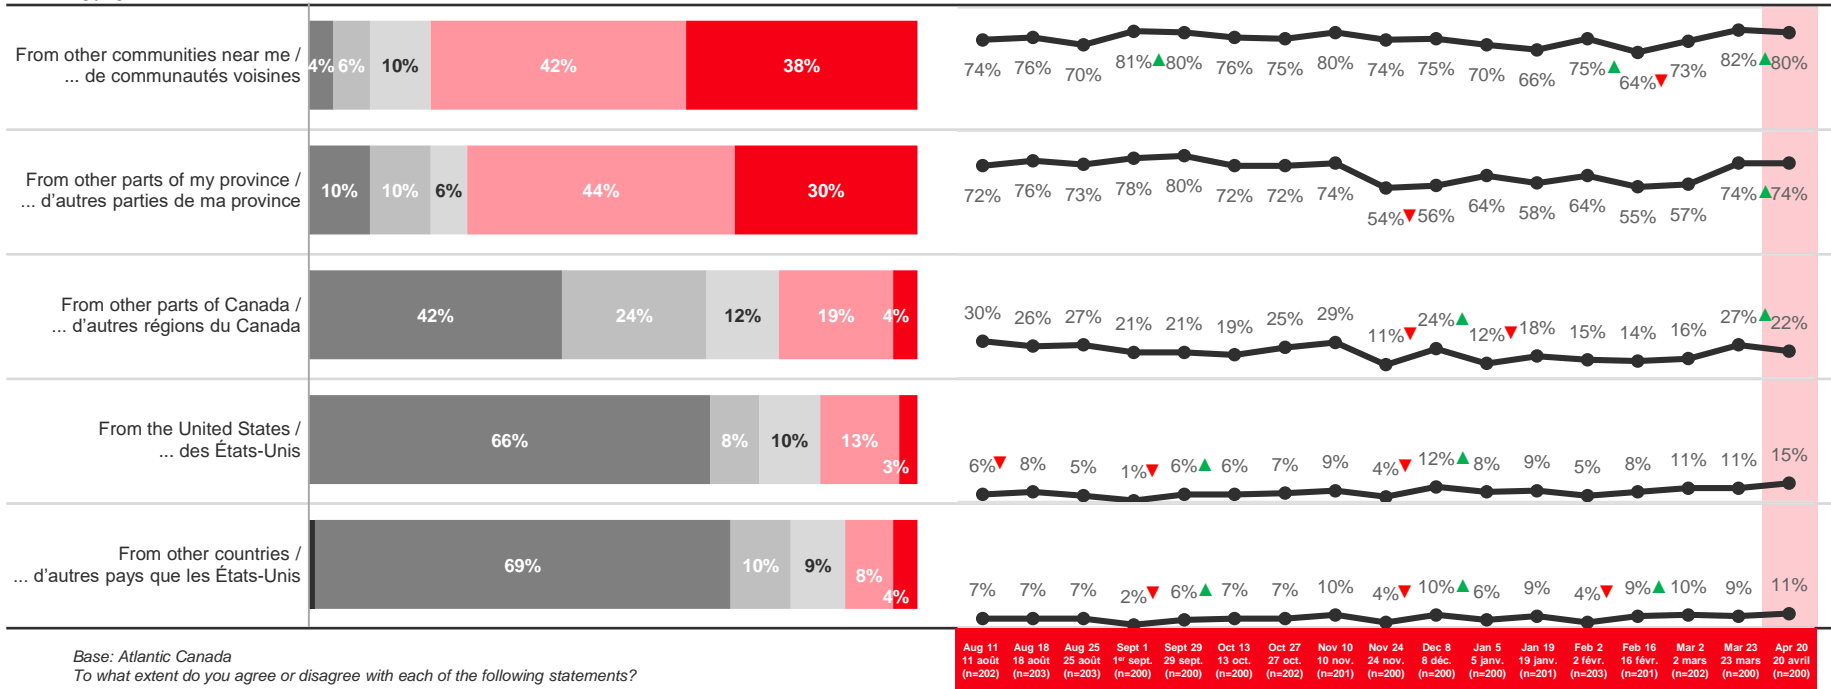 From other communities near me /
... de communautés voisines
4% 6% 10% 42% 38%
74% 76% 70% 81% 80% 76% 75% 80% 74% 75% 70% 66% 75% 64% 73% 82% 80%
From other parts of my province /
... d'autres parties de ma province
10% 10% 6% 44% 30%
72% 76% 73% 78% 80% 72% 72% 74% 54% 56% 64% 58% 64% 55% 57% 74% 74%
From other parts of Canada /
... d'autres régions du Canada
42% 24% 12% 19% 4%
30% 26% 27% 21% 21% 19% 25% 29% 11% 24% 12% 18% 15% 14% 16% 27% 22%
From the United States /
... des États-Unis
66% 8% 10% 13% 3%
6% 8% 5% 1% 6% 6% 7% 9% 4% 12% 8% 9% 5% 8% 11% 11% 15%
From other countries /
... d'autres pays que les États-Unis
69% 10% 9% 8% 4%
7% 7% 7% 2% 6% 7% 7% 10% 4% 10% 6% 9% 4% 9% 10% 9% 11%
Aug 11 Aug 18 Aug 25 Sept 1 Sept 29 Oct 13 Oct 27 Nov 10 Nov 24 Dec 8 Jan 5 Jan 19 Feb 2 Feb 16 Mar 2 Mar 23 Apr 20
11 août 18 août 25 août 1er sept. 29 sept. 13 oct. 27 oct. 10 nov. 24 nov. 8 déc. 5 janv. 19 janv. 2 févr. 16 févr. 2 mars 23 mars 20 avril
(n=202) (n=203) (n=203) (n=200) (n=200) (n=200) (n=202) (n=201) (n=200) (n=200) (n=200) (n=201) (n=203) (n=201) (n=202) (n=200) (n=200)
Base: Atlantic Canada
To what extent do you agree or disagree with each of the following statements?